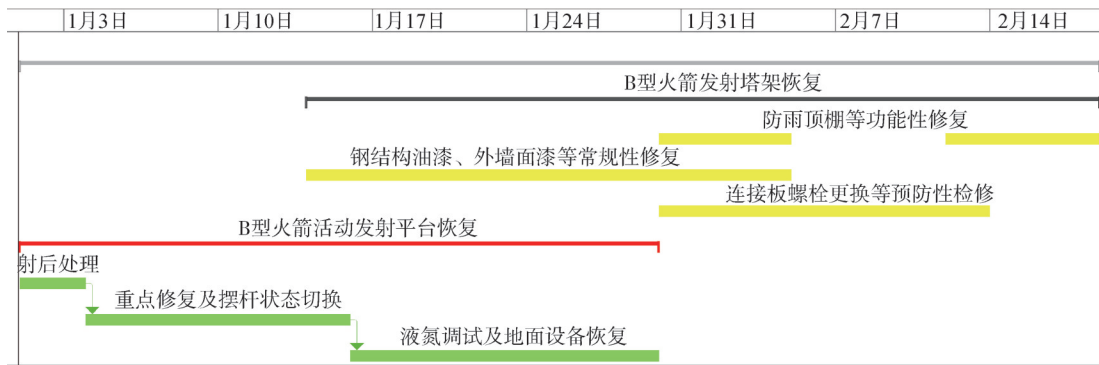 1月3日 1月10日 1月17日 1月24日 1月31日 2月7日 2月14日
B型火箭发射塔架恢复
防雨顶棚等功能性修复
钢结构油漆、外墙面漆等常规性修复
连接板螺栓更换等预防性检修
B型火箭活动发射平台恢复
射后处理
重点修复及摆杆状态切换
液氮调试及地面设备恢复